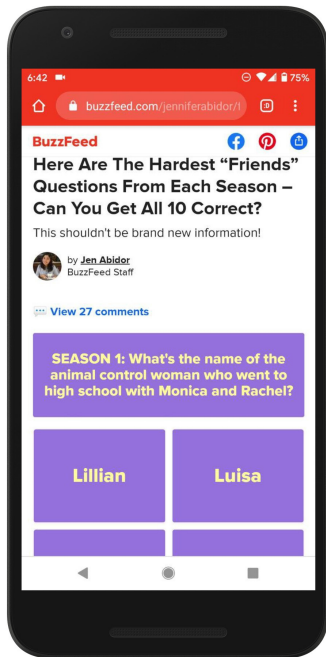 6:42
75%
buzzfeed.com/jenniferabidor/f
:D
BuzzFeed
Here Are The Hardest “Friends”
Questions From Each Season –
Can You Get All 10 Correct?
This shouldn't be brand new information!
by Jen Abidor
BuzzFeed Staff
View 27 comments
SEASON 1: What's the name of the
animal control woman who went to
high school with Monica and Rachel?
Lillian
Luisa